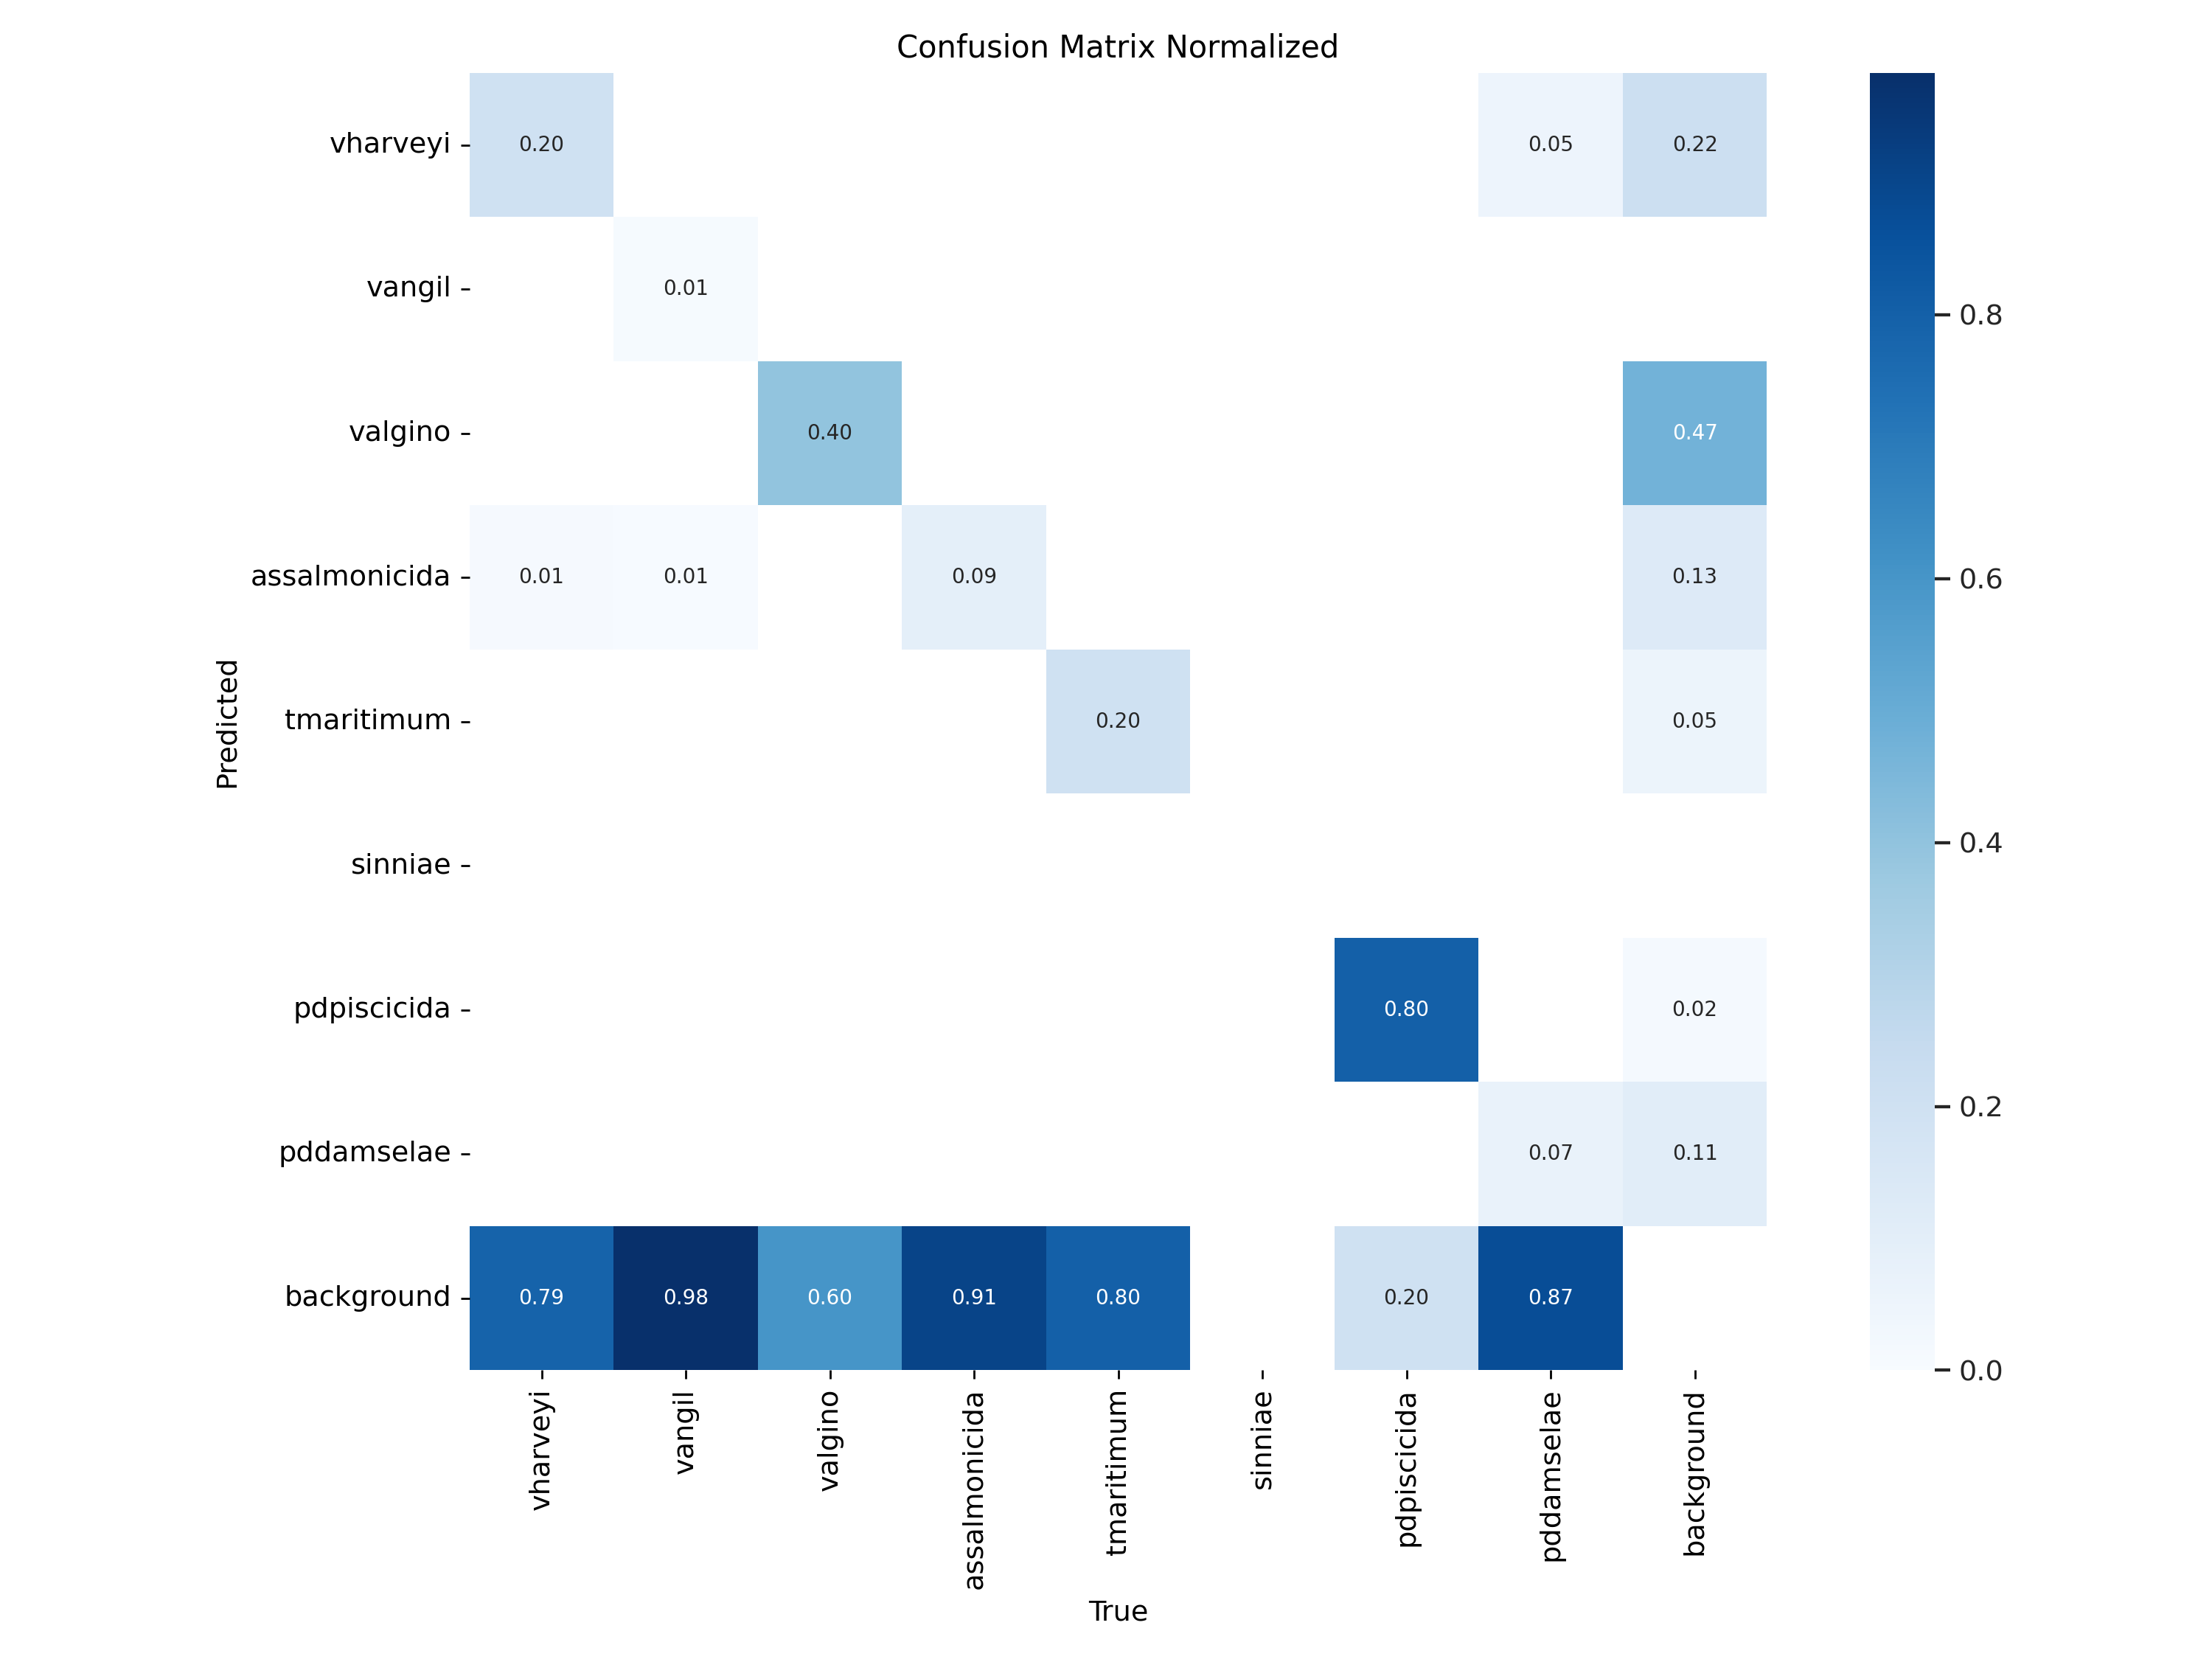 Confusion Matrix Normalized
vharveyi
0.20
0.05
0.22
vangil
0.01
0.8
valgino
0.40
0.47
assalmonicida
0.01
0.01
0.09
0.13
0.6
Predicted
tmaritimum
0.20
0.05
0.4
sinniae
pdpiscicida
0.80
0.02
0.2
pddamselae
0.07
0.11
background
0.79
0.98
0.60
0.91
0.80
0.20
0.87
0.0
vharveyi
vangil
valgino
assalmonicida
tmaritimum
sinniae
pdpiscicida
pddamselae
background
True